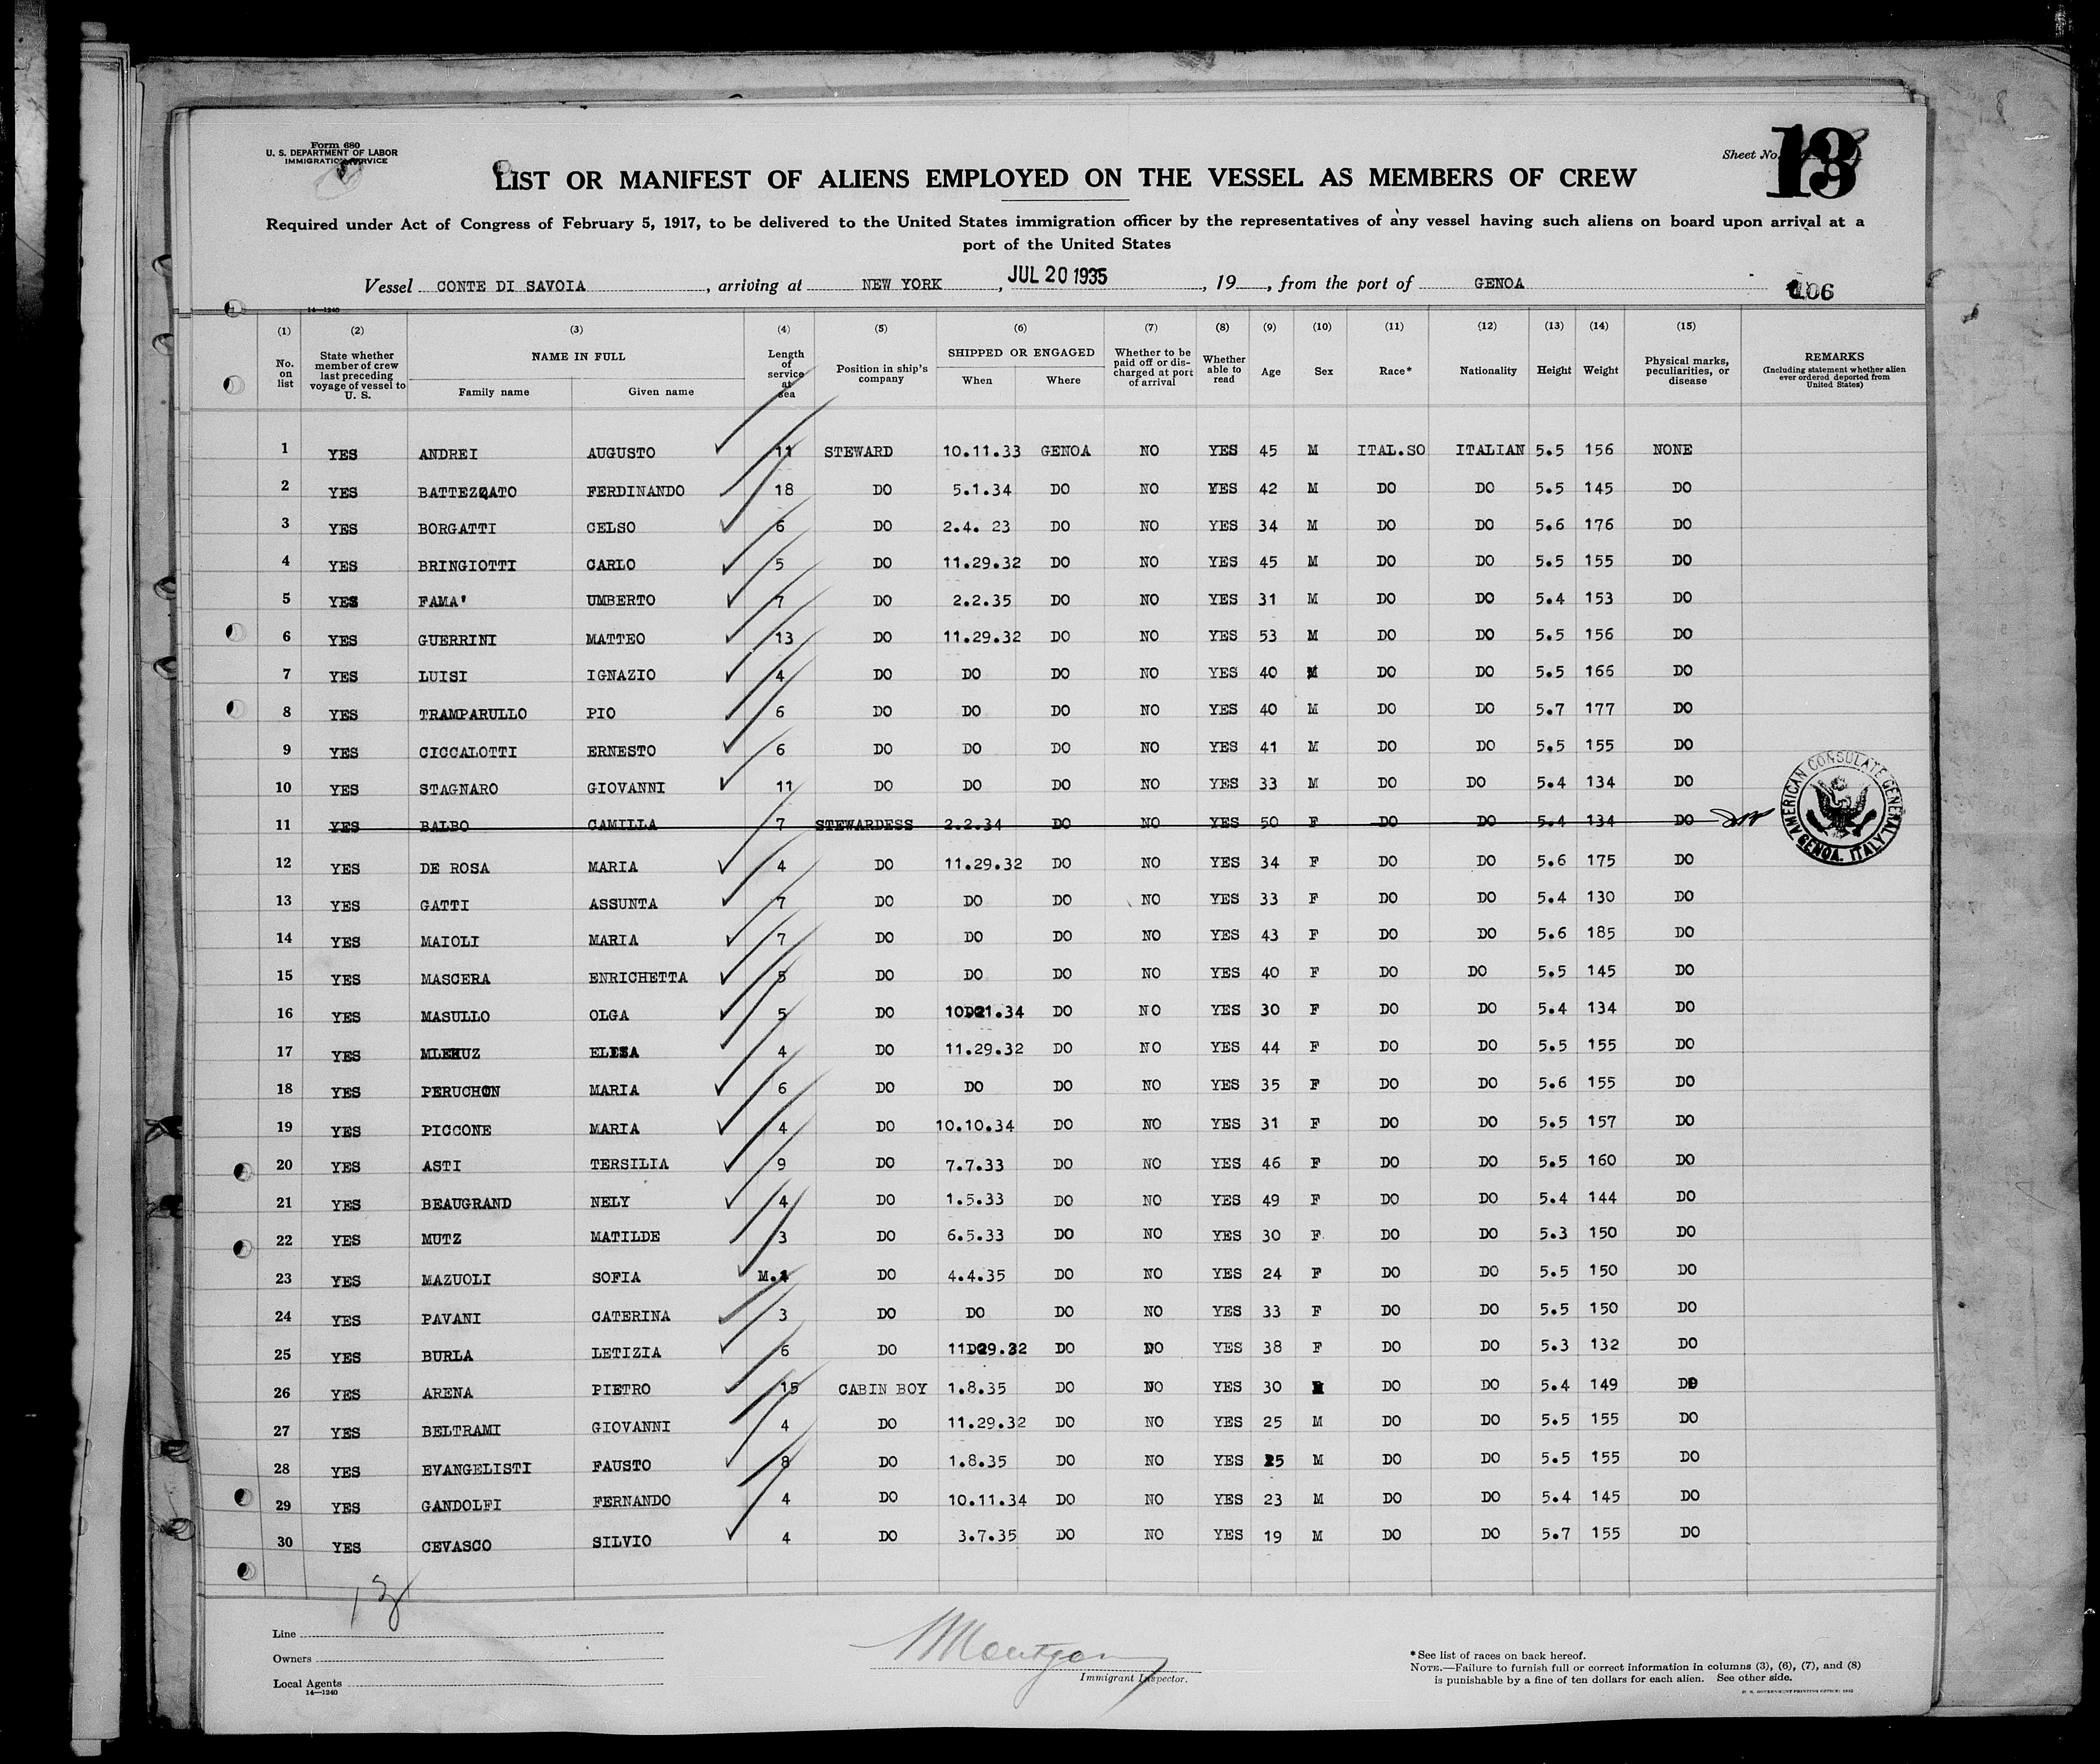 Form 680
U. S. DEPARTMENT OF LABOR
IMMIGRATION SERVICE
Sheet No. 13
LIST OR MANIFEST OF ALIENS EMPLOYED ON THE VESSEL AS MEMBERS OF CREW
Required under Act of Congress of February 5, 1917, to be delivered to the United States immigration officer by the representatives of any vessel having such aliens on board upon arrival at a
port of the United States
Vessel CONTE DI SAVOIA, arriving at NEW YORK, JUL 20 1935, 19, from the port of GENOA
106
14—1240
(1) (2) (3) (4) (5) (6) (7) (8) (9) (10) (11) (12) (13) (14) (15)
No. on list State whether member of crew last preceding voyage of vessel to U. S. NAME IN FULL Family name Given name Length of service at sea Position in ship's company SHIPPED OR ENGAGED When Where Whether to be paid off or discharged at port of arrival Whether able to read Age Sex Race* Nationality Height Weight Physical marks, peculiarities, or disease REMARKS (Including statement whether alien ever ordered deported from United States)
1 YES ANDREI AUGUSTO 11 STEWARD 10.11.33 GENOA NO YES 45 M ITAL.SO ITALIAN 5.5 156 NONE
2 YES BATTEZZATO FERDINANDO 18 DO 5.1.34 DO NO YES 42 M DO DO 5.5 145 DO
3 YES BORGATTI CELSO 6 DO 2.4. 23 DO NO YES 34 M DO DO 5.6 176 DO
4 YES BRINGIOTTI CARLO 5 DO 11.29.32 DO NO YES 45 M DO DO 5.5 155 DO
5 YES FAMA' UMBERTO 7 DO 2.2.35 DO NO YES 31 M DO DO 5.4 153 DO
6 YES GUERRINI MATTEO 13 DO 11.29.32 DO NO YES 53 M DO DO 5.5 156 DO
7 YES LUISI IGNAZIO 4 DO DO DO NO YES 40 M DO DO 5.5 166 DO
8 YES TRAMPARULLO PIO 6 DO DO DO NO YES 40 M DO DO 5.7 177 DO
9 YES CICCALOTTI ERNESTO 6 DO DO DO NO YES 41 M DO DO 5.5 155 DO
10 YES STAGNARO GIOVANNI 11 DO DO DO NO YES 33 M DO DO 5.4 134 DO
11 YES BALBO CAMILLA 7 STEWARDESS 2.2.34 DO NO YES 50 F DO DO 5.4 134 DO
AMERICAN CONSULATE GENERAL
GENOA, ITALY
12 YES DE ROSA MARIA 4 DO 11.29.32 DO NO YES 34 F DO DO 5.6 175 DO
13 YES GATTI ASSUNTA 7 DO DO DO NO YES 33 F DO DO 5.4 130 DO
14 YES MAIOLI MARIA 7 DO DO DO NO YES 43 F DO DO 5.6 185 DO
15 YES MASCERA ENRICHETTA 5 DO DO DO NO YES 40 F DO DO 5.5 145 DO
16 YES MASULLO OLGA 5 DO 10.21.34 DO NO YES 30 F DO DO 5.4 134 DO
17 YES ELISA 4 DO 11.29.32 DO NO YES 44 F DO DO 5.5 155 DO
18 YES PERUCHON MARIA 6 DO DO DO NO YES 35 F DO DO 5.6 155 DO
19 YES PICCONE MARIA 4 DO 10.10.34 DO NO YES 31 F DO DO 5.5 157 DO
20 YES ASTI TERSILIA 9 DO 7.7.33 DO NO YES 46 F DO DO 5.5 160 DO
21 YES BEAUGRAND NELY 4 DO 1.5.33 DO NO YES 49 F DO DO 5.4 144 DO
22 YES MUTZ MATILDE 3 DO 6.5.33 DO NO YES 30 F DO DO 5.3 150 DO
23 YES MAZUOLI SOFIA DO 4.4.35 DO NO YES 24 F DO DO 5.5 150 DO
24 YES PAVANI CATERINA 3 DO DO DO NO YES 33 F DO DO 5.5 150 DO
25 YES BURLA LETIZIA 6 DO 11.29.32 DO NO YES 38 F DO DO 5.3 132 DO
26 YES ARENA PIETRO 15 CABIN BOY 1.8.35 DO NO YES 30 M DO DO 5.4 149 DO
27 YES BELTRAMI GIOVANNI 4 DO 11.29.32 DO NO YES 25 M DO DO 5.5 155 DO
28 YES EVANGELISTI FAUSTO 8 DO 1.8.35 DO NO YES 25 M DO DO 5.5 155 DO
29 YES GANDOLFI FERNANDO 4 DO 10.11.34 DO NO YES 23 M DO DO 5.4 145 DO
30 YES CEVASCO SILVIO 4 DO 3.7.35 DO NO YES 19 M DO DO 5.7 155 DO
Line
Owners
Local Agents
14—1240
Immigrant Inspector.
*See list of races on back hereof.
NOTE.—Failure to furnish full or correct information in columns (3), (6), (7), and (8)
is punishable by a fine of ten dollars for each alien. See other side.
U. S. GOVERNMENT PRINTING OFFICE: 1932